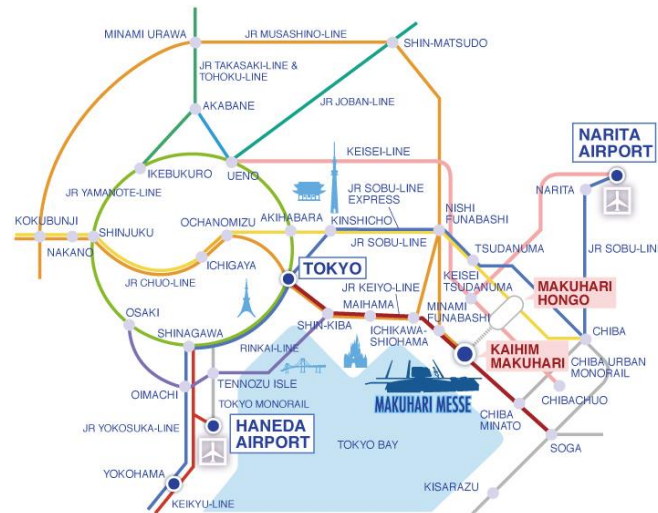 MINAMI URAWA
JR MUSASHINO-LINE
SHIN-MATSUDO
JR TAKASAKI-LINE &
TOHOKU-LINE
JR JOBAN-LINE
AKABANE
KEISEI-LINE
NARITA
AIRPORT
IKEBUKURO
UENO
JR YAMANOTE-LINE
JR SOBU-LINE
EXPRESS
NARITA
KOKUBUNJI
SHINJUKU
OCHANOMIZU
AKIHABARA
KINSHICHO
NISHI
FUNABASHI
NAKANO
JR SOBU-LINE
TSUDANUMA
JR SOBU-LIN
ICHIGAYA
JR CHUO-LINE
TOKYO
KEISEI
TSUDANUMA
MAKUHARI
HONGO
JR KEIYO-LINE
MAIHAMA
MINAMI
FUNABASHI
OSAKI
SHIN-KIBA
ICHIKAWA-
SHIOHAMA
CHIBA
SHINAGAWA
RINKAI-LINE
KAIHIM
MAKUHARI
CHIBA URBAN
MONORAIL
OIMACHI
TENNOZU ISLE
CHIBACHUO
TOKYO MONORAIL
MAKUHARI MESSE
CHIBA
MINATO
JR YOKOSUKA-LINE
HANEDA
AIRPORT
TOKYO BAY
SOGA
YOKOHAMA
KISARAZU
KEIKYU-LINE